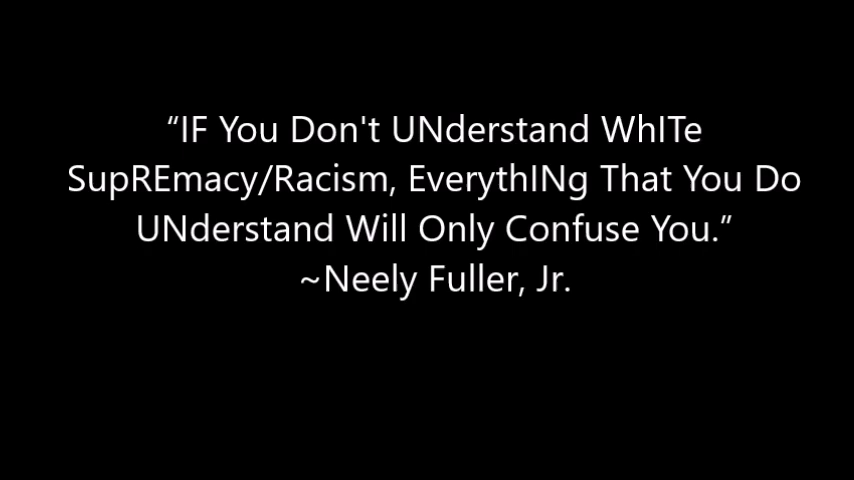 “IF You Don't UNderstand WhITe
SupREmacy/Racism, EverythINg That You Do
UNderstand Will Only Confuse You.”
~Neely Fuller, Jr.